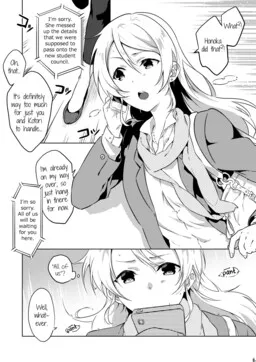 What?
Honoka
did that?
I'm sorry.
She messed
up the details
that we were
supposed to
pass onto the
new student
council.
Oh,
that.
It's definitely
way too much
for just you
and Kotori
to handle.
I'm already
on my way
over, so just
hang in
there for
now.
I'm so
sorry.
All of us
will be
waiting for
you here.
"All of
us"?
pant
Well,
what-
ever.
pant